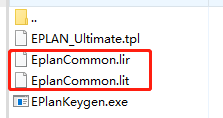 ..
EPLAN_Ultimate.tpl
EplanCommon.lir
EplanCommon.lit
EPlanKeygen.exe